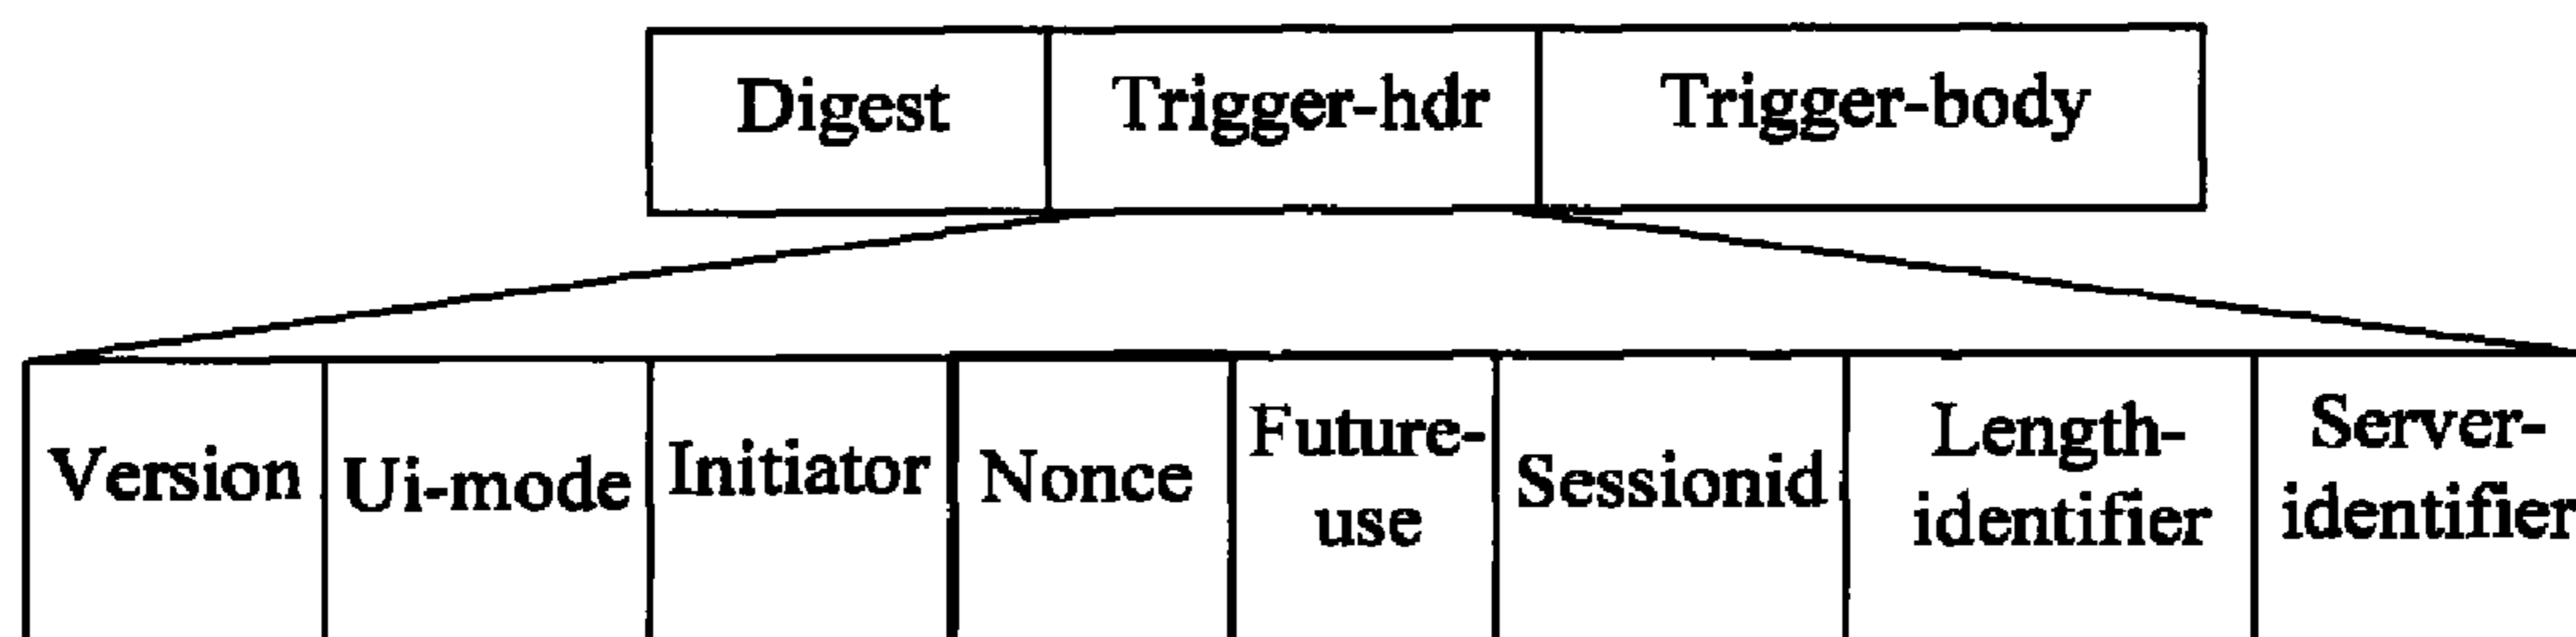 Digest Trigger-hdr Trigger-body
Version Ui-mode Initiator Nonce Future-
use Sessionid Length-
identifier Server-
identifier